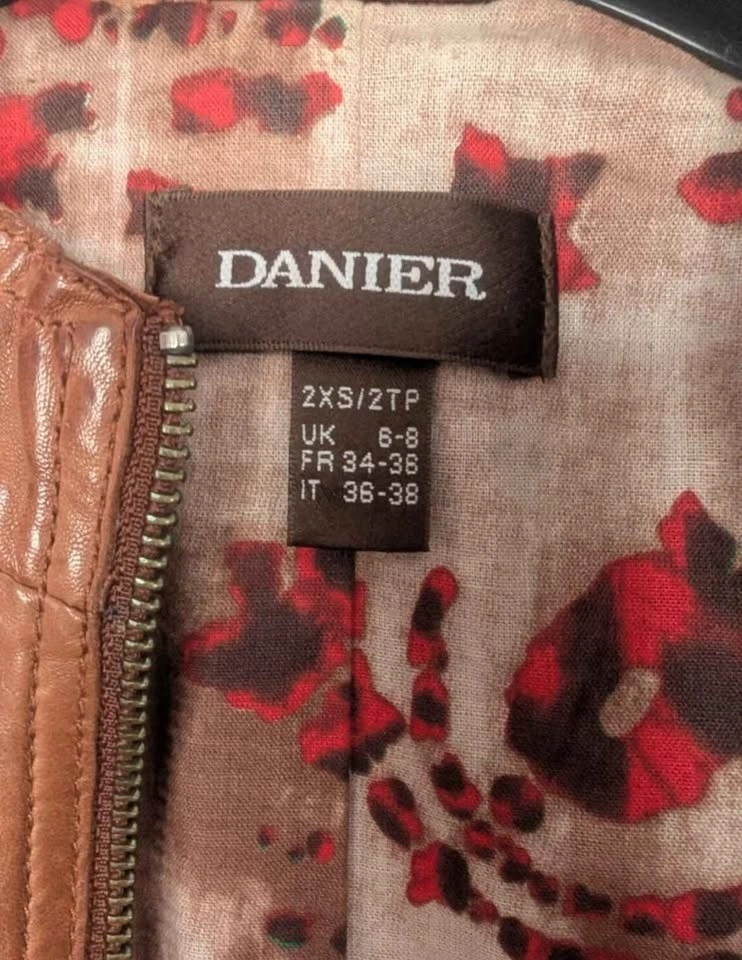 DANIER
2XS/2TP
UK 6-8
FR 34-36
IT 36-38